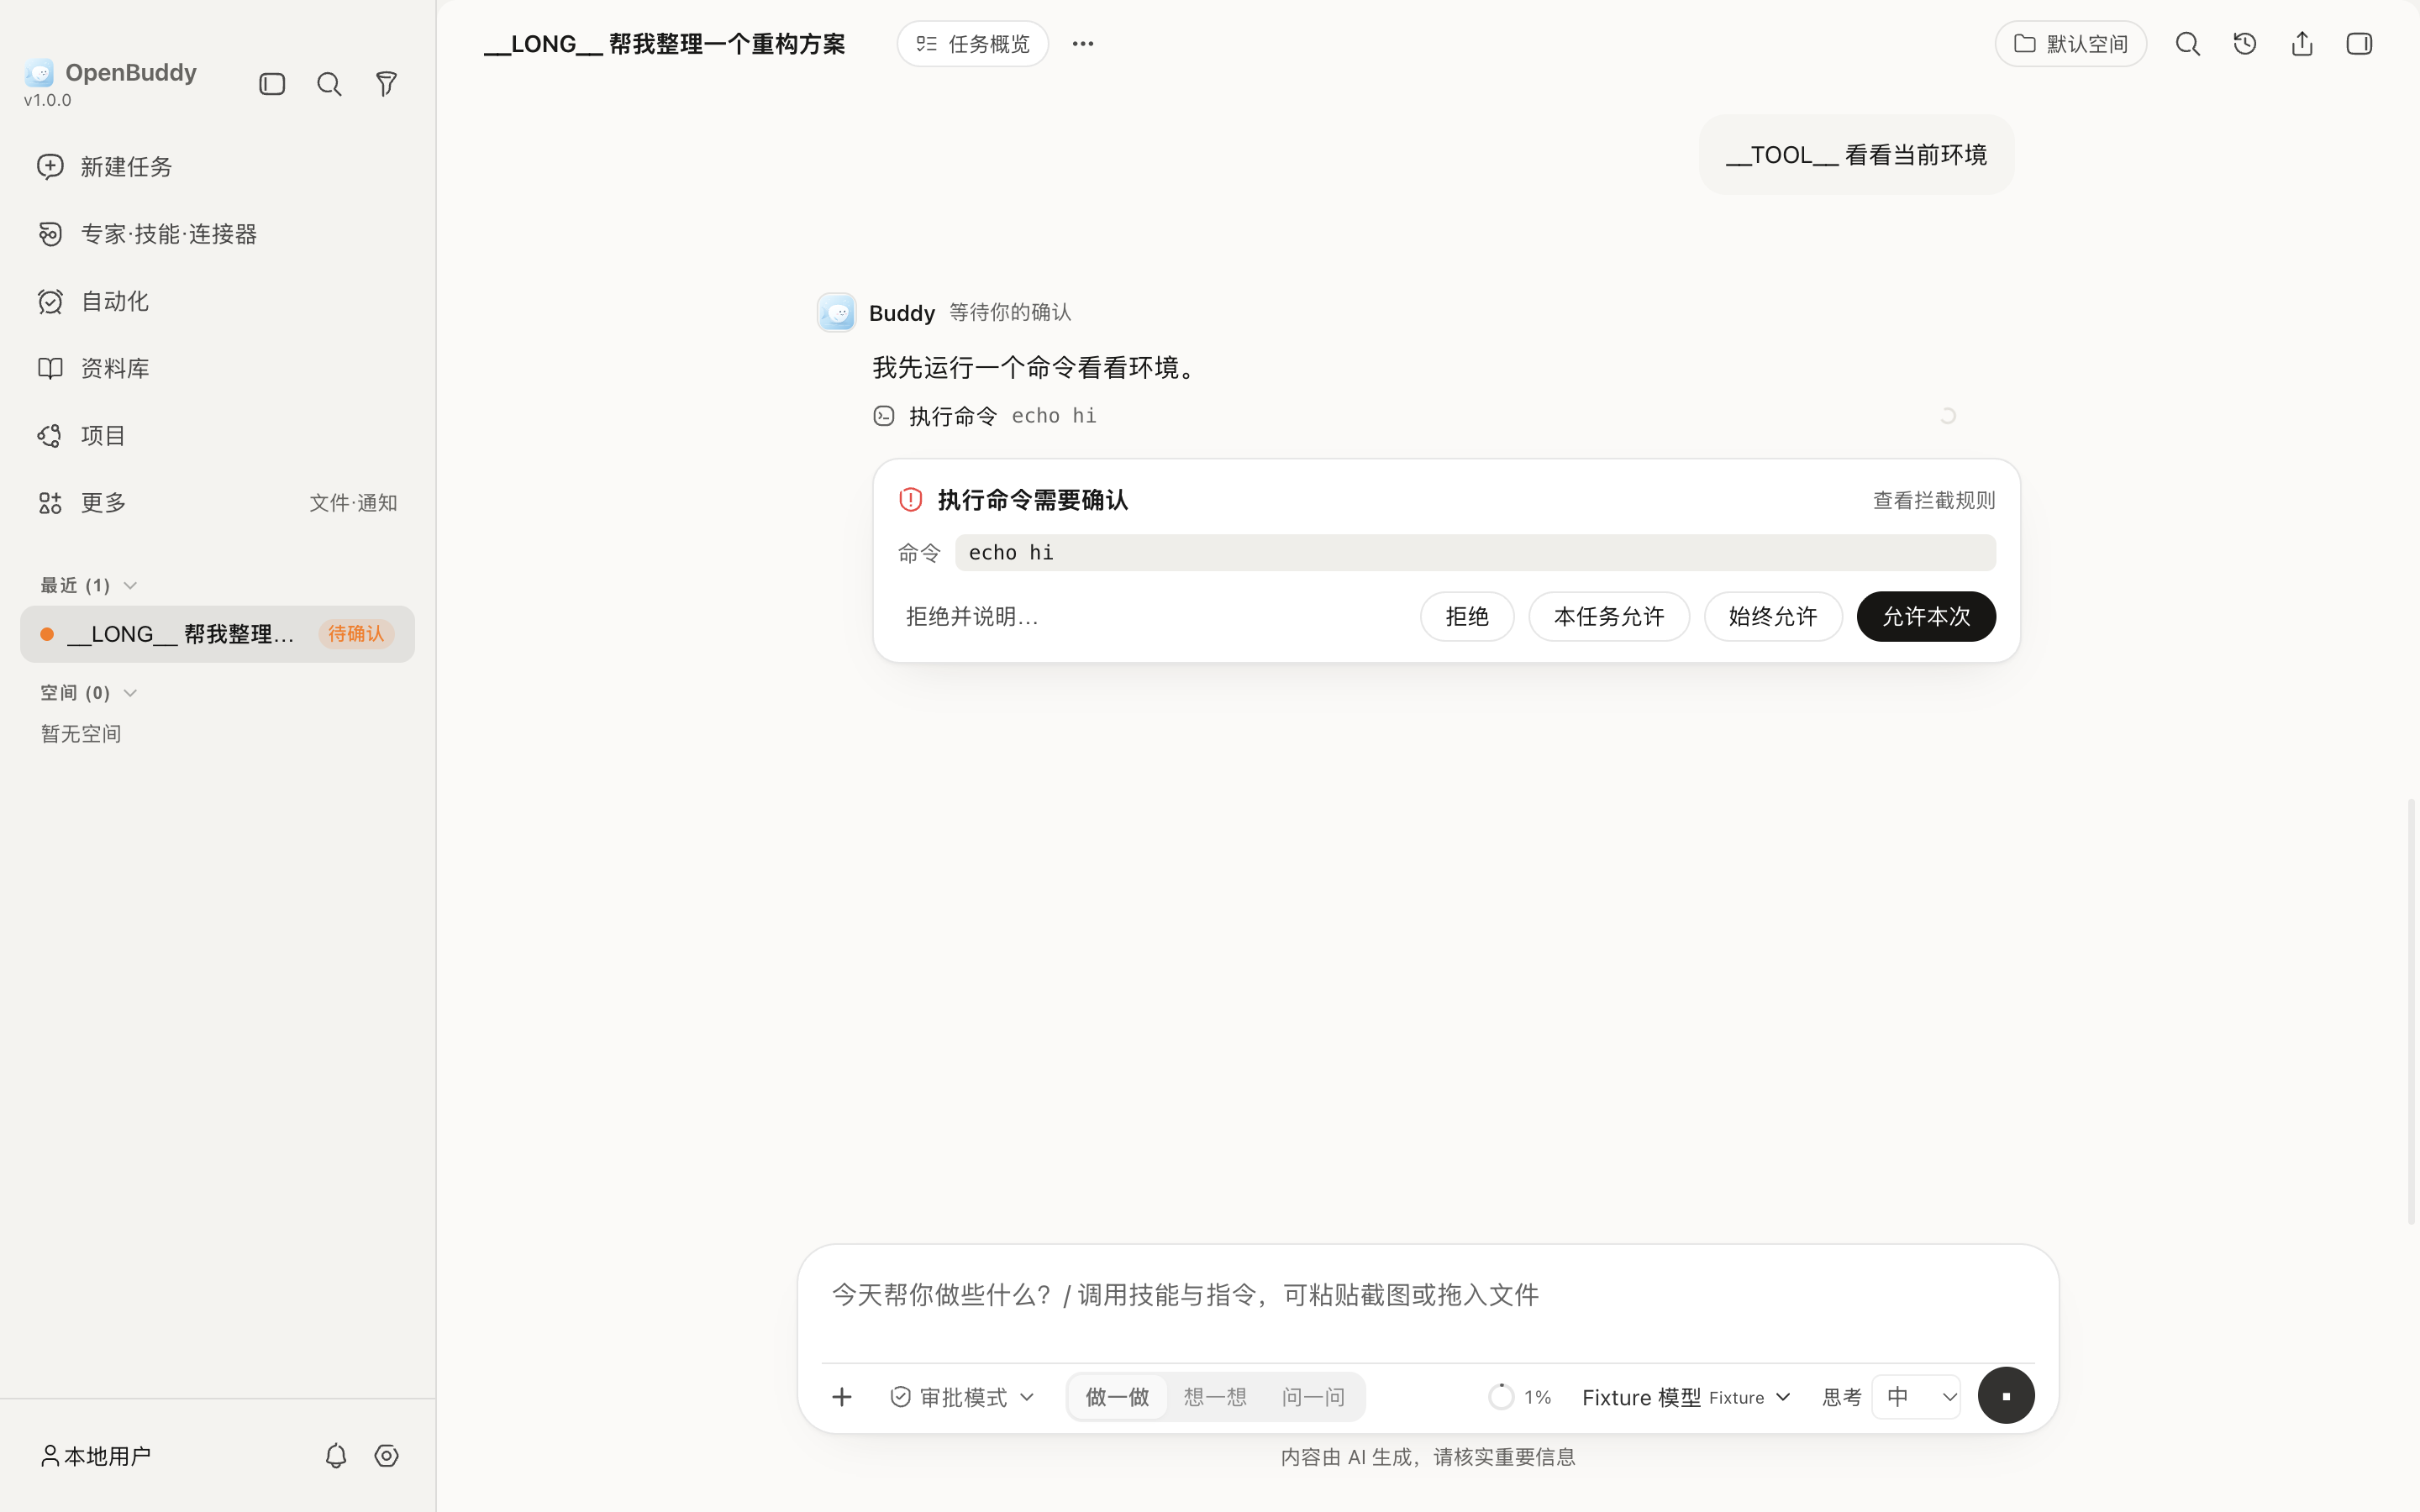 OpenBuddy
v1.0.0
新建任务
专家·技能·连接器
自动化
资料库
项目
更多 文件·通知
最近 (1)
__LONG__ 帮我整理... 待确认
空间 (0)
暂无空间
本地用户
__LONG__ 帮我整理一个重构方案 任务概览 默认空间
__TOOL__ 看看当前环境
Buddy 等待你的确认
我先运行一个命令看看环境。
执行命令 echo hi
执行命令需要确认 查看拦截规则
命令 echo hi
拒绝并说明... 拒绝 本任务允许 始终允许 允许本次
今天帮你做些什么？/ 调用技能与指令，可粘贴截图或拖入文件
审批模式 做一做 想一想 问一问 1% Fixture 模型 Fixture 思考 中
内容由 AI 生成，请核实重要信息